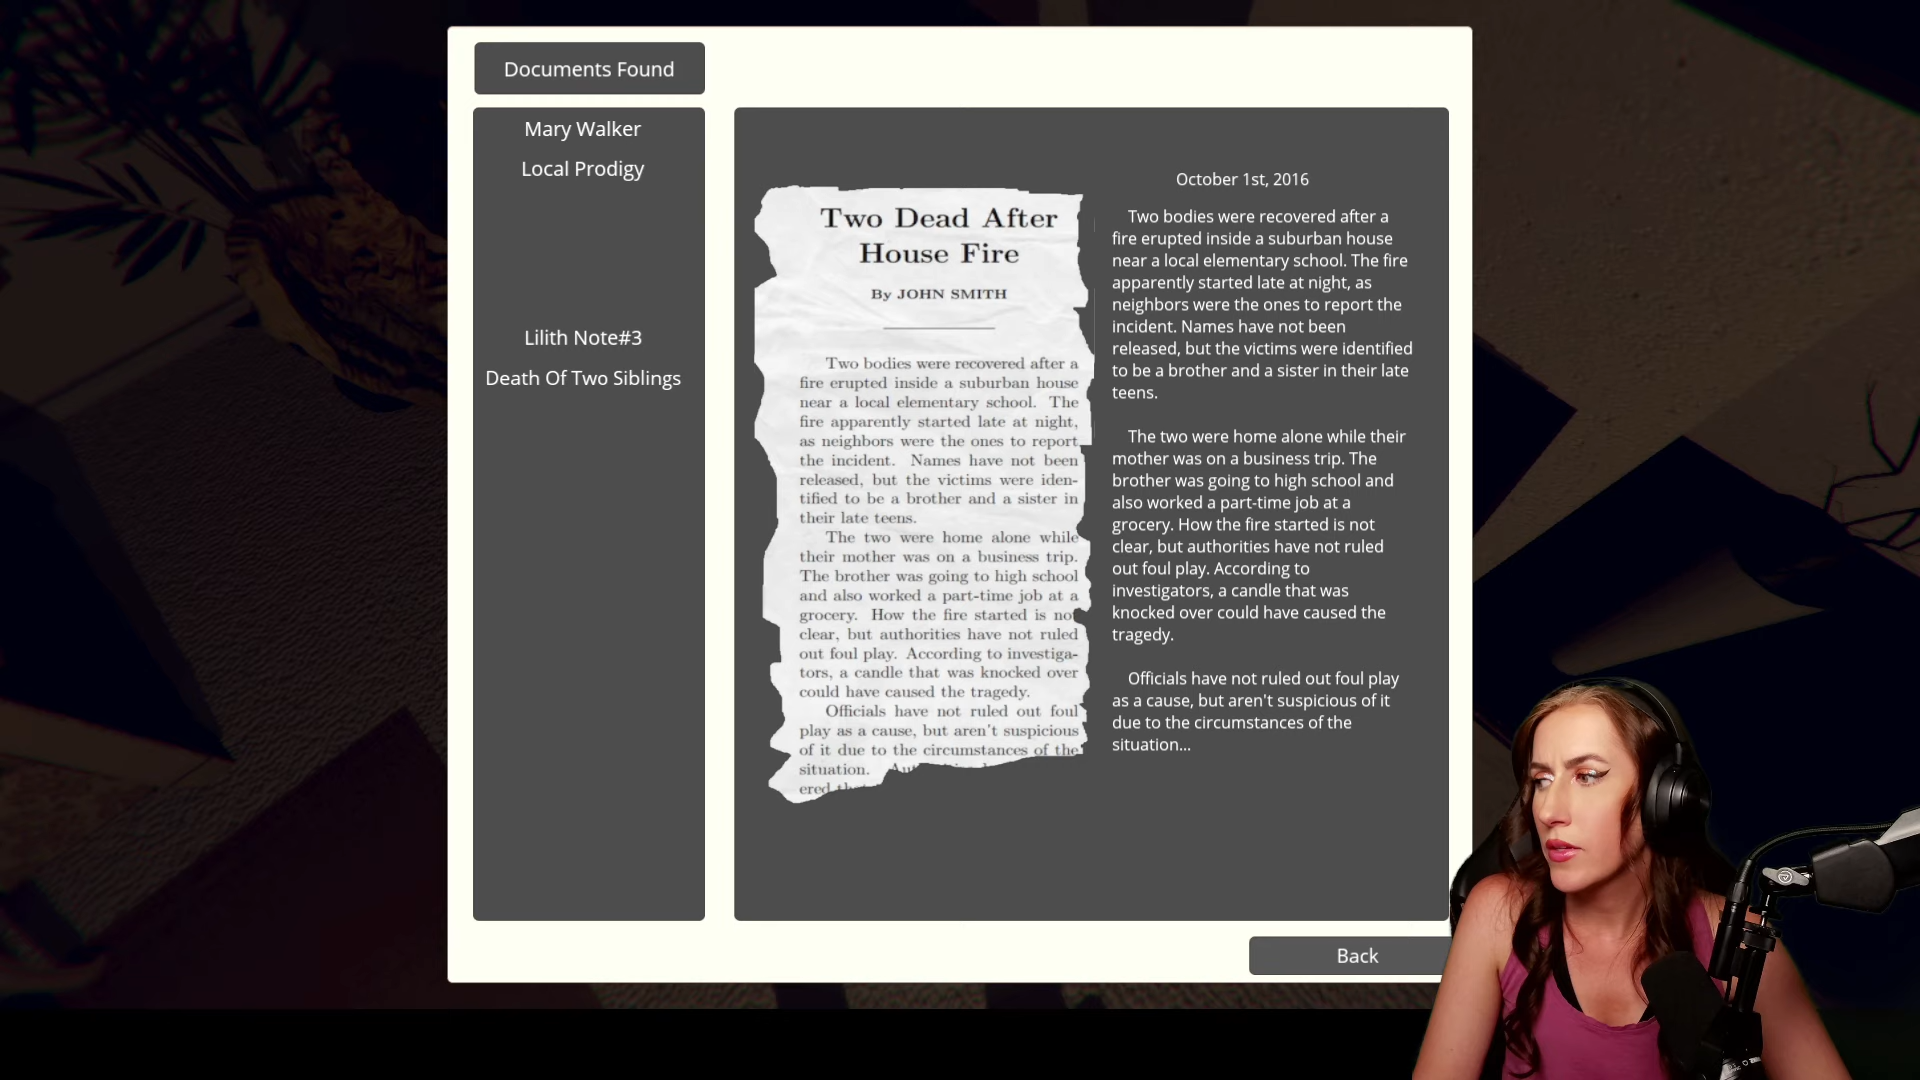 Documents Found
Mary Walker
Local Prodigy
Lilith Note#3
Death Of Two Siblings
Two Dead After
House Fire
By JOHN SMITH
Two bodies were recovered after a
fire erupted inside a suburban house
near a local elementary school. The
fire apparently started late at night,
as neighbors were the ones to report
the incident. Names have not been
released, but the victims were iden-
tified to be a brother and a sister in
their late teens.
The two were home alone while
their mother was on a business trip.
The brother was going to high school
and also worked a part-time job at a
grocery. How the fire started is not
clear, but authorities have not ruled
out foul play. According to investiga-
tors, a candle that was knocked over
could have caused the tragedy.
Officials have not ruled out foul
play as a cause, but aren't suspicious
of it due to the circumstances of the
situation.
October 1st, 2016
Two bodies were recovered after a
fire erupted inside a suburban house
near a local elementary school. The fire
apparently started late at night, as
neighbors were the ones to report the
incident. Names have not been
released, but the victims were identified
to be a brother and a sister in their late
teens.
The two were home alone while their
mother was on a business trip. The
brother was going to high school and
also worked a part-time job at a
grocery. How the fire started is not
clear, but authorities have not ruled
out foul play. According to
investigators, a candle that was
knocked over could have caused the
tragedy.
Officials have not ruled out foul play
as a cause, but aren't suspicious of it
due to the circumstances of the
situation...
Back